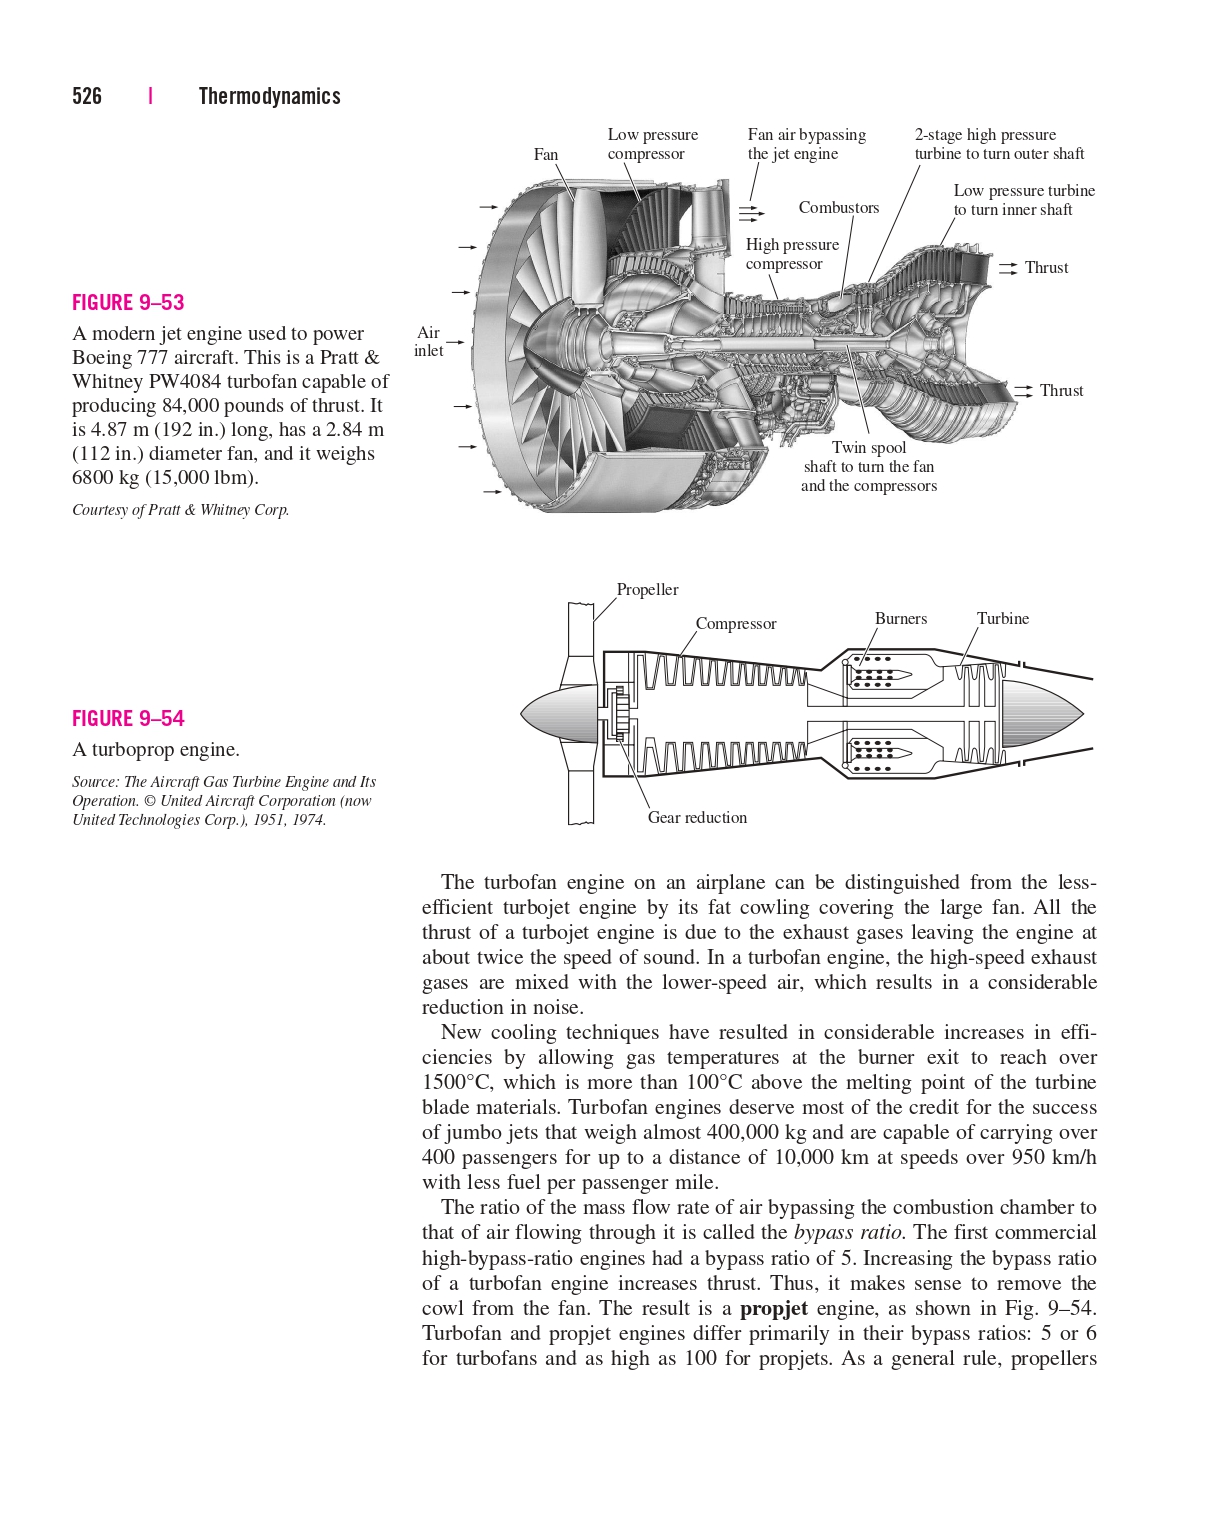 526 | Thermodynamics
Fan
Low pressure
compressor
Fan air bypassing
the jet engine
2-stage high pressure
turbine to turn outer shaft
Low pressure turbine
to turn inner shaft
Combustors
High pressure
compressor
Thrust
Air
inlet
Thrust
Twin spool
shaft to turn the fan
and the compressors
FIGURE 9–53
A modern jet engine used to power
Boeing 777 aircraft. This is a Pratt &
Whitney PW4084 turbofan capable of
producing 84,000 pounds of thrust. It
is 4.87 m (192 in.) long, has a 2.84 m
(112 in.) diameter fan, and it weighs
6800 kg (15,000 lbm).
Courtesy of Pratt & Whitney Corp.
Propeller
Compressor
Burners
Turbine
Gear reduction
FIGURE 9–54
A turboprop engine.
Source: The Aircraft Gas Turbine Engine and Its
Operation. © United Aircraft Corporation (now
United Technologies Corp.), 1951, 1974.
The turbofan engine on an airplane can be distinguished from the less-
efficient turbojet engine by its fat cowling covering the large fan. All the
thrust of a turbojet engine is due to the exhaust gases leaving the engine at
about twice the speed of sound. In a turbofan engine, the high-speed exhaust
gases are mixed with the lower-speed air, which results in a considerable
reduction in noise.
New cooling techniques have resulted in considerable increases in effi-
ciencies by allowing gas temperatures at the burner exit to reach over
1500°C, which is more than 100°C above the melting point of the turbine
blade materials. Turbofan engines deserve most of the credit for the success
of jumbo jets that weigh almost 400,000 kg and are capable of carrying over
400 passengers for up to a distance of 10,000 km at speeds over 950 km/h
with less fuel per passenger mile.
The ratio of the mass flow rate of air bypassing the combustion chamber to
that of air flowing through it is called the bypass ratio. The first commercial
high-bypass-ratio engines had a bypass ratio of 5. Increasing the bypass ratio
of a turbofan engine increases thrust. Thus, it makes sense to remove the
cowl from the fan. The result is a propjet engine, as shown in Fig. 9–54.
Turbofan and propjet engines differ primarily in their bypass ratios: 5 or 6
for turbofans and as high as 100 for propjets. As a general rule, propellers